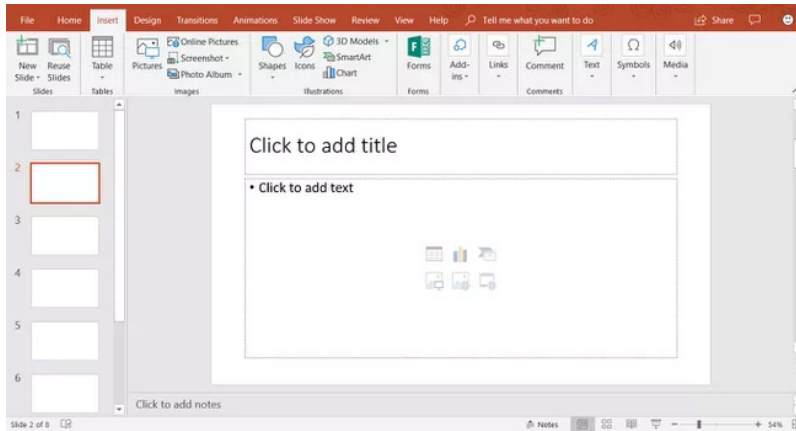 File Home Insert Design Transitions Animations Slide Show Review View Help Tell me what you want to do Share
New Slide
Reuse Slides
Slides
Table
Tables
Pictures
Online Pictures
Screenshot
Photo Album
Images
Shapes
Icons
3D Models
SmartArt
Chart
Illustrations
Forms
Forms
Add-ins
Links
Comment
Comments
Text
Symbols
Media
1
2
3
4
5
6
Click to add title
• Click to add text
Click to add notes
Slide 2 of 8
Notes
54%